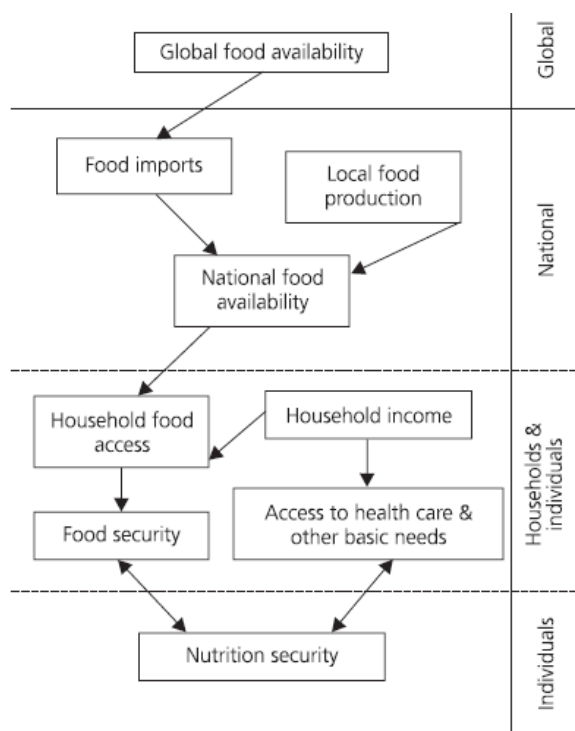 Global food availability
Global
Food imports
Local food
production
National food
availability
National
Household food
access
Household income
Food security
Access to health care &
other basic needs
Households &
individuals
Nutrition security
Individuals